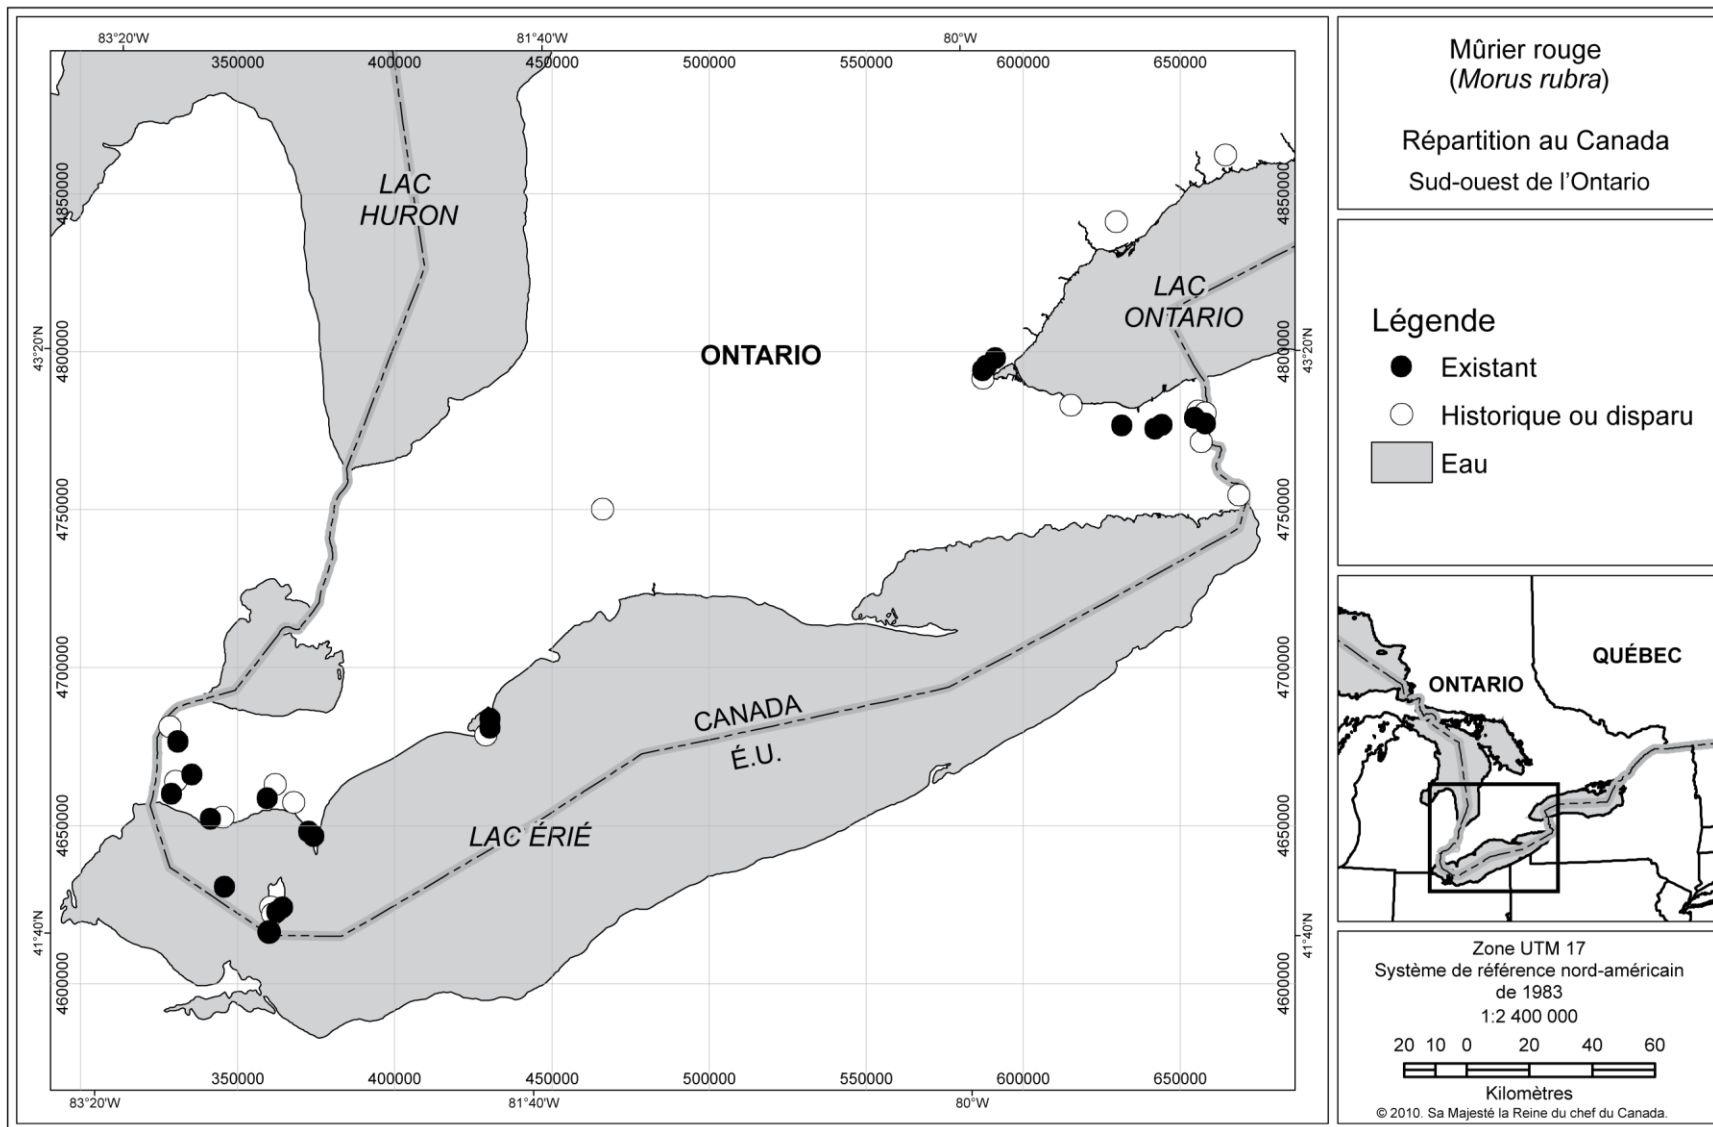 83°20'W
81°40'W
80°W
350000
400000
450000
500000
550000
600000
650000
4850000
4800000
4750000
4700000
4650000
4600000
43°20'N
41°40'N
4850000
4800000
4750000
4700000
4650000
4600000
43°20'N
41°40'N
LAC
HURON
LAC
ONTARIO
ONTARIO
CANADA
É.U.
LAC ÉRIÉ
350000
400000
450000
500000
550000
600000
650000
83°20'W
81°40'W
80°W
Mûrier rouge
(Morus rubra)
Répartition au Canada
Sud-ouest de l'Ontario
Légende
Existant
Historique ou disparu
Eau
QUÉBEC
ONTARIO
Zone UTM 17
Système de référence nord-américain
de 1983
1:2 400 000
20 10 0 20 40 60
Kilomètres
© 2010. Sa Majesté la Reine du chef du Canada.